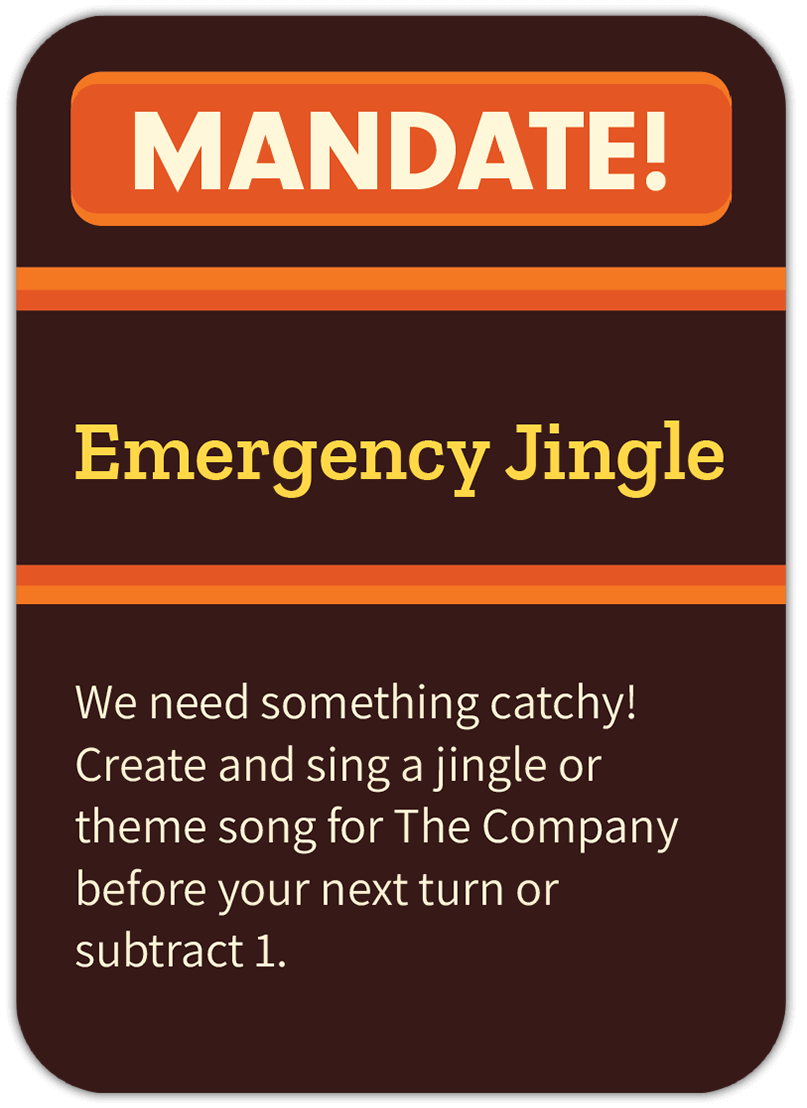 MANDATE!
Emergency Jingle
We need something catchy!
Create and sing a jingle or
theme song for The Company
before your next turn or
subtract 1.